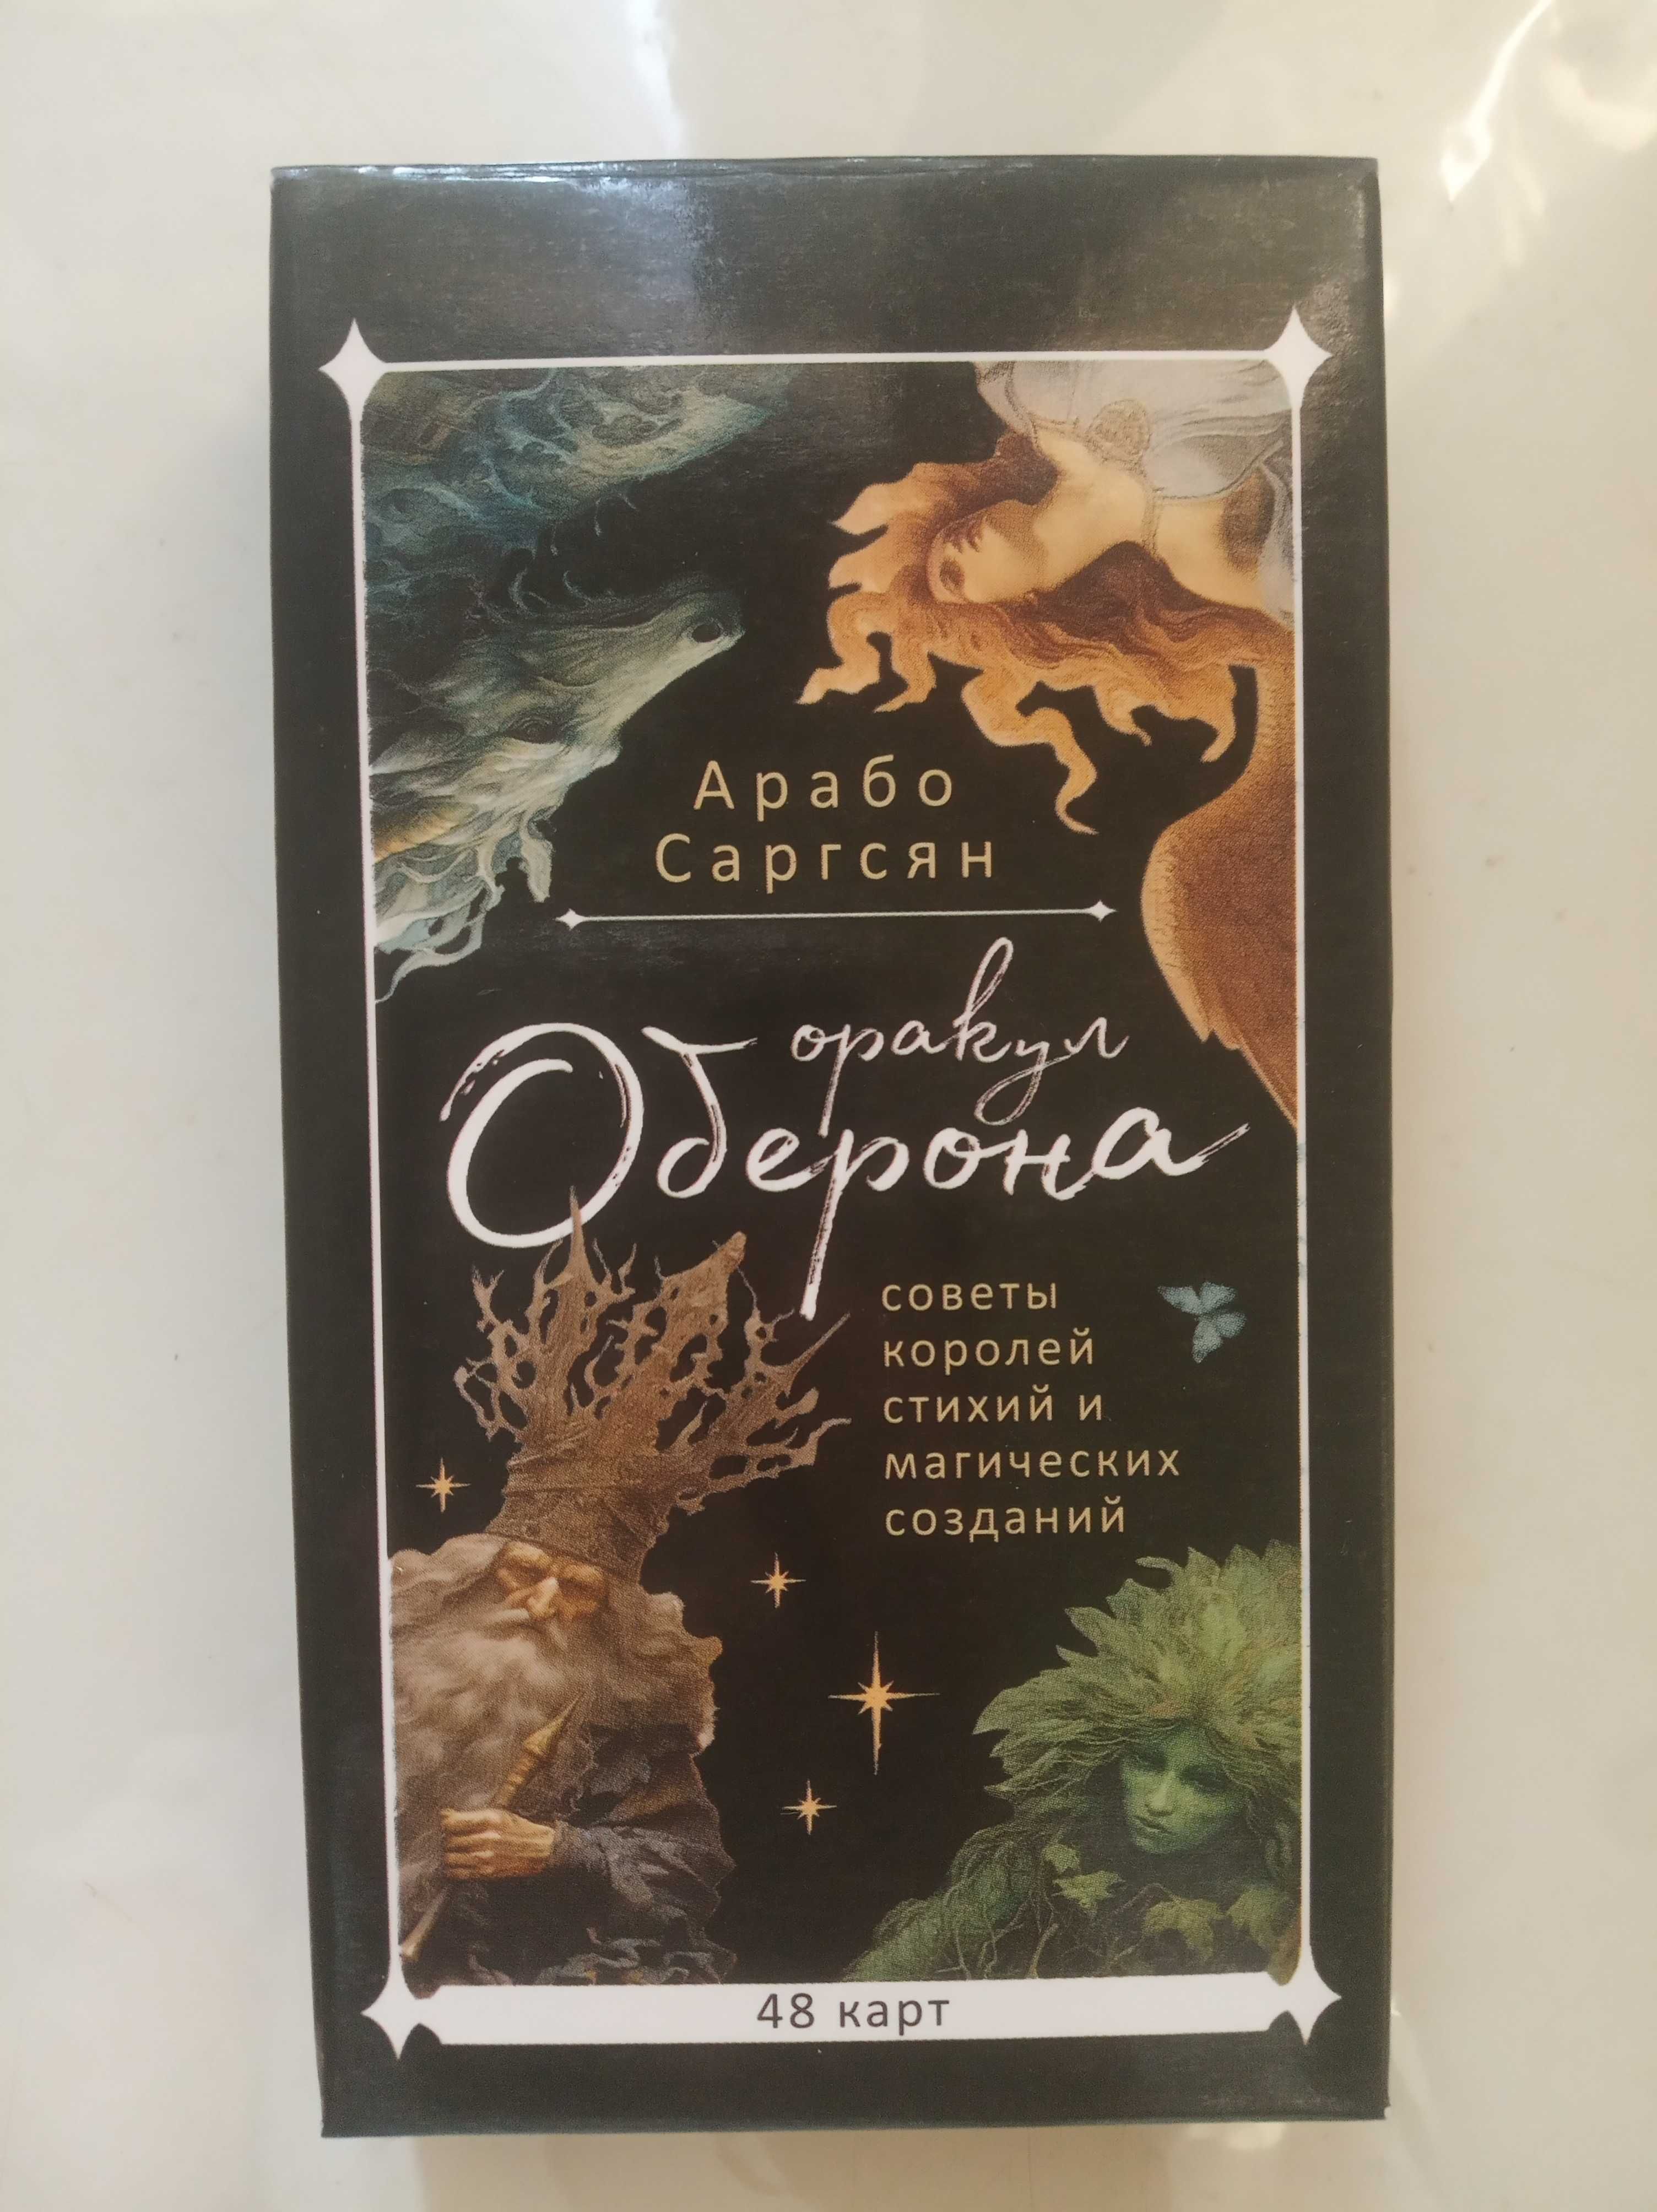 Арабо
Саргсян
оракул
Оберона
советы
королей
стихий и
магических
созданий
48 карт